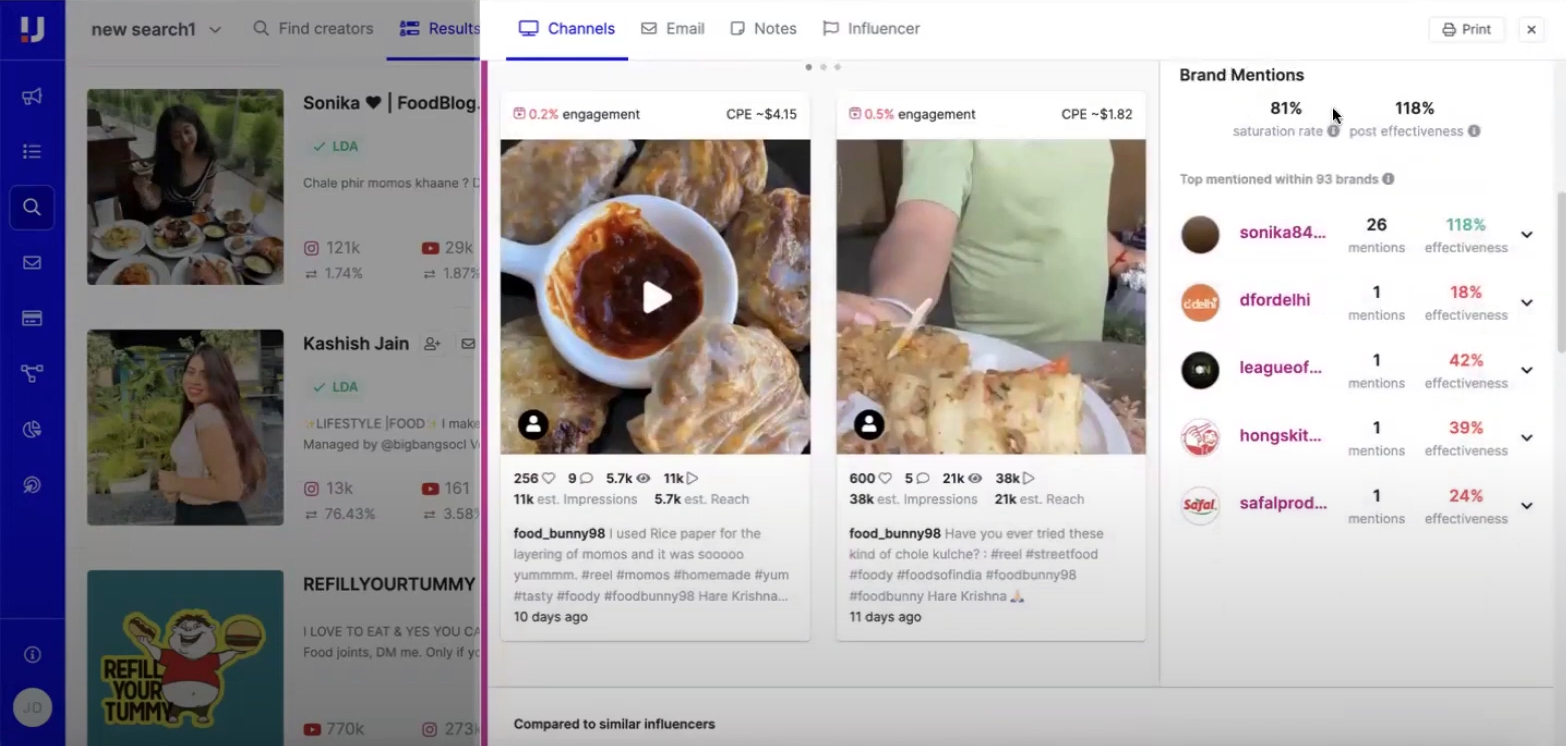 new search1
Find creators
Results
Channels
Email
Notes
Influencer
Print
Sonika ♥ | FoodBlog.
LDA
Chale phir momos khaane ? D
121k
29k
1.74%
1.87%
Kashish Jain
LDA
✨LIFESTYLE |FOOD✨ I make
Managed by @bigbangsocl V
13k
161
76.43%
3.58%
REFILLYOURTUMMY
I LOVE TO EAT & YES YOU CA
Food joints, DM me. Only if yo
REFILL
YOUR
TUMMY
770k
273k
JO
0.2% engagement
CPE ~$4.15
256
9
5.7k
11k
11k est. Impressions
5.7k est. Reach
food_bunny98 I used Rice paper for the
layering of momos and it was sooooo
yummmm. #reel #momos #homemade #yum
#tasty #foody #foodbunny98 Hare Krishna...
10 days ago
0.5% engagement
CPE ~$1.82
600
5
21k
38k
38k est. Impressions
21k est. Reach
food_bunny98 Have you ever tried these
kind of chole kulche? : #reel #streetfood
#foody #foodsofindia #foodbunny98
#foodbunny Hare Krishna 🙏
11 days ago
Compared to similar influencers
Brand Mentions
81%
saturation rate
118%
post effectiveness
Top mentioned within 93 brands
sonika84...
26
mentions
118%
effectiveness
d:delhi
dfordelhi
1
mentions
18%
effectiveness
leagueof...
1
mentions
42%
effectiveness
hongskit...
1
mentions
39%
effectiveness
Safal
safalprod...
1
mentions
24%
effectiveness